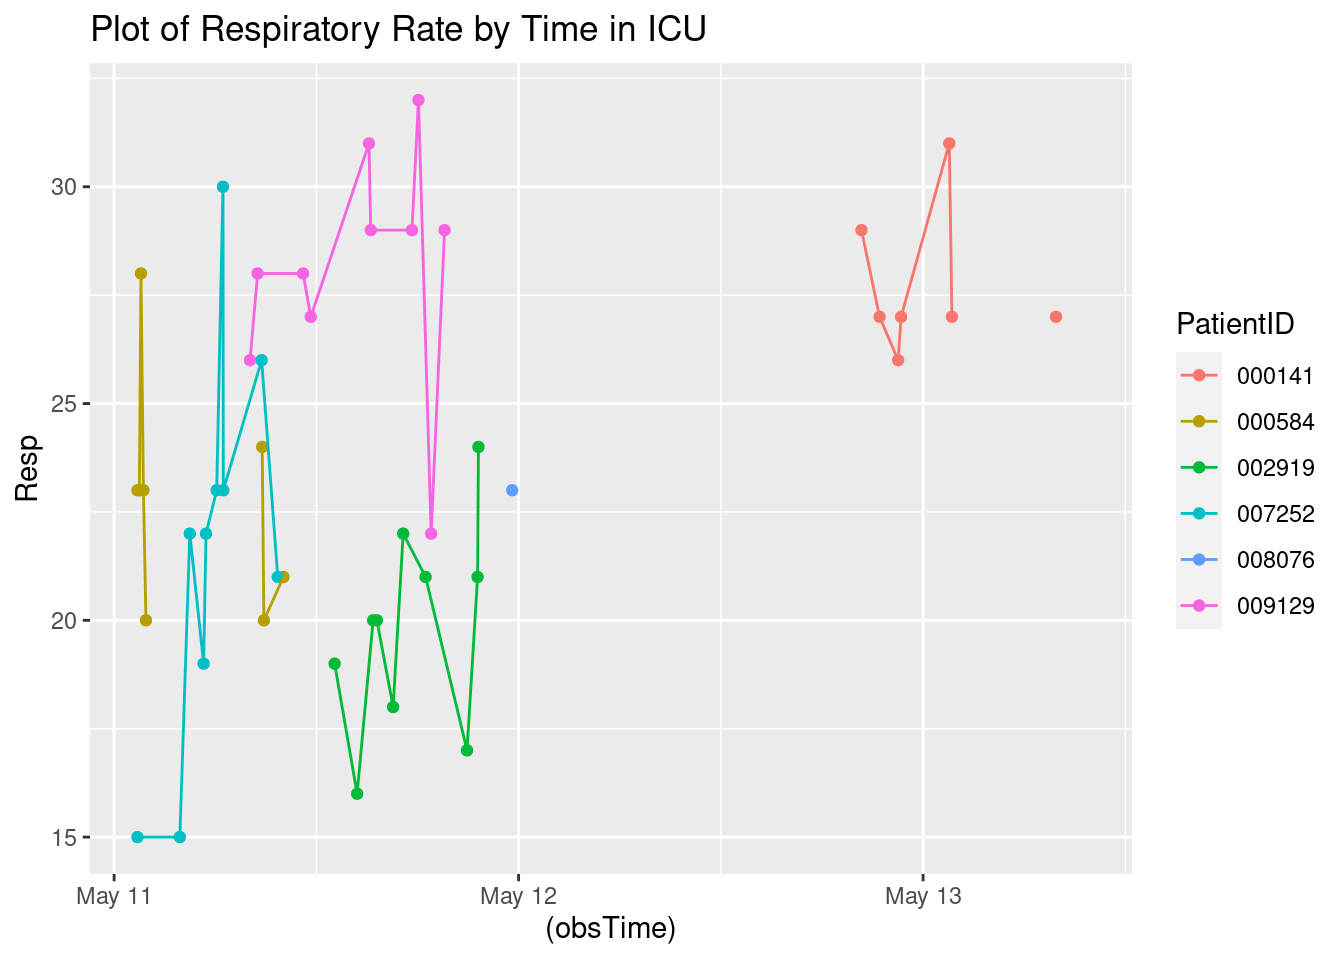 Plot of Respiratory Rate by Time in ICU
Resp
30
25
20
15
May 11
May 12
May 13
(obsTime)
PatientID
000141
000584
002919
007252
008076
009129